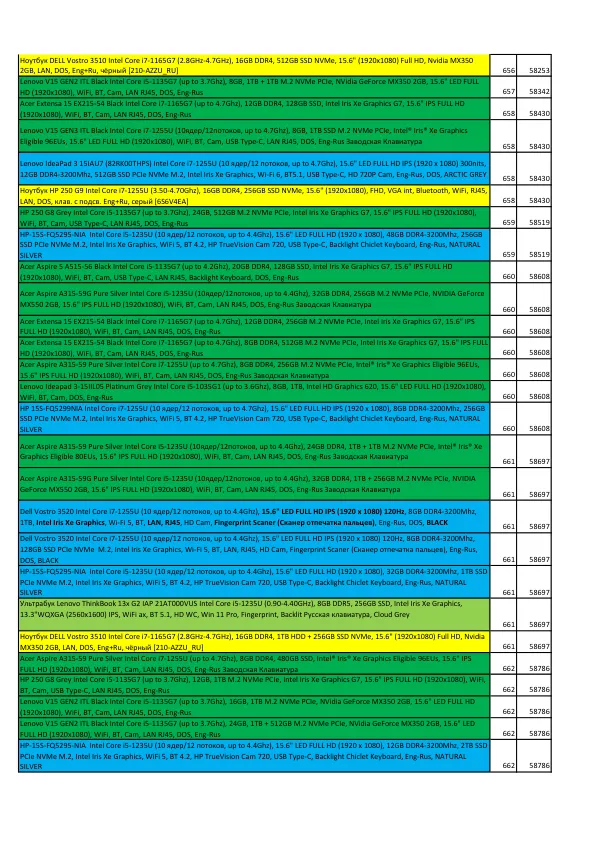 Ноутбук DELL Vostro 3510 Intel Core i7-1165G7 (2.8GHz-4.7GHz), 16GB DDR4, 512GB SSD NVMe, 15.6" (1920x1080) Full HD, Nvidia MX350
2GB, LAN, DOS, Eng+Ru, чёрный [210-AZZU_RU] 656 58253
Lenovo V15 GEN2 ITL Black Intel Core i5-1135G7 (up to 3.7Ghz), 8GB, 1TB + 1TB M.2 NVMe PCIe, NVidia GeForce MX350 2GB, 15.6" LED FULL
HD (1920x1080), WiFi, BT, Cam, LAN RJ45, DOS, Eng-Rus 657 58342
Acer Extensa 15 EX215-54 Black Intel Core i7-1165G7 (up to 4.7Ghz), 12GB DDR4, 128GB SSD, Intel Iris Xe Graphics G7, 15.6" IPS FULL HD
(1920x1080), WiFi, BT, Cam, LAN RJ45, DOS, Eng-Rus 658 58430
Lenovo V15 GEN3 ITL Black Intel Core i7-1255U (10ядер/12потоков, up to 4.7Ghz), 8GB, 1TB SSD M.2 NVMe PCIe, Intel® Iris® Xe Graphics
Eligible 96EUs, 15.6" LED FULL HD (1920x1080), WiFi, BT, Cam, USB Type-C, LAN RJ45, DOS, Eng-Rus Заводская Клавиатура 658 58430
Lenovo IdeaPad 3 15IAU7 (82RK00THPS) Intel Core i7-1255U (10 ядер/12 потоков, up to 4.7Ghz), 15.6" LED FULL HD IPS (1920 x 1080) 300nits,
12GB DDR4-3200Mhz, 512GB SSD PCIe NVMe M.2, Intel Iris Xe Graphics, Wi-Fi 6, BT5.1, USB Type-C, HD 720P Cam, Eng-Rus, DOS, ARCTIC GREY 658 58430
Ноутбук HP 250 G9 Intel Core i7-1255U (3.50-4.70Ghz), 16GB DDR4, 256GB SSD NVMe, 15.6" (1920x1080), FHD, VGA int, Bluetooth, WiFi, RJ45,
LAN, DOS, клав. с подсв. Eng+Ru, серый [6S6V4EA] 658 58430
HP 250 G8 Grey Intel Core i5-1135G7 (up to 3.7Ghz), 24GB, 512GB M.2 NVMe PCIe, Intel Iris Xe Graphics G7, 15.6" IPS FULL HD (1920x1080),
WiFi, BT, Cam, USB Type-C, LAN RJ45, DOS, Eng-Rus 659 58519
HP-15S-FQ5295-NIA Intel Core i5-1235U (10 ядер/12 потоков, up to 4.4Ghz), 15.6" LED FULL HD (1920 x 1080), 48GB DDR4-3200Mhz, 256GB
SSD PCIe NVMe M.2, Intel Iris Xe Graphics, WiFi 5, BT 4.2, HP TrueVision Cam 720, USB Type-C, Backlight Chiclet Keyboard, Eng-Rus, NATURAL
SILVER 659 58519
Acer Aspire 5 A515-56 Black Intel Core i5-1135G7 (up to 4.2Ghz), 20GB DDR4, 128GB SSD, Intel Iris Xe Graphics G7, 15.6" IPS FULL HD
(1920x1080), WiFi, BT, Cam, USB Type-C, LAN RJ45, Backlight Keyboard, DOS, Eng-Rus 660 58608
Acer Aspire A315-59G Pure Silver Intel Core i5-1235U (10ядер/12потоков, up to 4.4Ghz), 32GB DDR4, 256GB M.2 NVMe PCIe, NVIDIA GeForce
MX550 2GB, 15.6" IPS FULL HD (1920x1080), WiFi, BT, Cam, LAN RJ45, DOS, Eng-Rus Заводская Клавиатура 660 58608
Acer Extensa 15 EX215-54 Black Intel Core i7-1165G7 (up to 4.7Ghz), 12GB DDR4, 256GB M.2 NVMe PCIe, Intel Iris Xe Graphics G7, 15.6" IPS
FULL HD (1920x1080), WiFi, BT, Cam, LAN RJ45, DOS, Eng-Rus 660 58608
Acer Extensa 15 EX215-54 Black Intel Core i7-1165G7 (up to 4.7Ghz), 8GB DDR4, 512GB M.2 NVMe PCIe, Intel Iris Xe Graphics G7, 15.6" IPS FULL
HD (1920x1080), WiFi, BT, Cam, LAN RJ45, DOS, Eng-Rus 660 58608
Acer Aspire A315-59 Pure Silver Intel Core i7-1255U (up to 4.7Ghz), 8GB DDR4, 256GB M.2 NVMe PCIe, Intel® Iris® Xe Graphics Eligible 96EUs,
15.6" IPS FULL HD (1920x1080), WiFi, BT, Cam, LAN RJ45, DOS, Eng-Rus Заводская Клавиатура 660 58608
Lenovo Ideapad 3-15IIL05 Platinum Grey Intel Core i5-1035G1 (up to 3.6Ghz), 8GB, 1TB, Intel HD Graphics 620, 15.6" LED FULL HD (1920x1080),
WiFi, BT, Cam, DOS, Eng-Rus 660 58608
HP 15S-FQS299NIA Intel Core i7-1255U (10 ядер/12 потоков, up to 4.7Ghz), 15.6" LED FULL HD IPS (1920 x 1080), 8GB DDR4-3200Mhz, 256GB
SSD PCIe NVMe M.2, Intel Iris Xe Graphics, WiFi 5, BT 4.2, HP TrueVision Cam 720, USB Type-C, Backlight Chiclet Keyboard, Eng-Rus, NATURAL
SILVER 660 58608
Acer Aspire A315-59 Pure Silver Intel Core i5-1235U (10ядер/12потоков, up to 4.4Ghz), 24GB DDR4, 1TB + 1TB M.2 NVMe PCIe, Intel® Iris® Xe
Graphics Eligible 80EUs, 15.6" IPS FULL HD (1920x1080), WiFi, BT, Cam, LAN RJ45, DOS, Eng-Rus Заводская Клавиатура 661 58697
Acer Aspire A315-59G Pure Silver Intel Core i5-1235U (10ядер/12потоков, up to 4.4Ghz), 32GB DDR4, 1TB + 256GB M.2 NVMe PCIe, NVIDIA
GeForce MX550 2GB, 15.6" IPS FULL HD (1920x1080), WiFi, BT, Cam, LAN RJ45, DOS, Eng-Rus Заводская Клавиатура 661 58697
Dell Vostro 3520 Intel Core i7-1255U (10 ядер/12 потоков, up to 4.4Ghz), 15.6" LED FULL HD IPS (1920 x 1080) 120Hz, 8GB DDR4-3200Mhz,
1TB, Intel Iris Xe Graphics, Wi-Fi 5, BT, LAN, RJ45, HD Cam, Fingerprint Scaner (Сканер отпечатка пальцев), Eng-Rus, DOS, BLACK 661 58697
Dell Vostro 3520 Intel Core i7-1255U (10 ядер/12 потоков, up to 4.4Ghz), 15.6" LED FULL HD IPS (1920 x 1080) 120Hz, 8GB DDR4-3200Mhz,
128GB SSD PCIe NVMe M.2, Intel Iris Xe Graphics, Wi-Fi 5, BT, LAN, RJ45, HD Cam, Fingerprint Scaner (Сканер отпечатка пальцев), Eng-Rus,
DOS, BLACK 661 58697
HP-15S-FQ5295-NIA Intel Core i5-1235U (10 ядер/12 потоков, up to 4.4Ghz), 15.6" LED FULL HD (1920 x 1080), 32GB DDR4-3200Mhz, 1TB SSD
PCIe NVMe M.2, Intel Iris Xe Graphics, WiFi 5, BT 4.2, HP TrueVision Cam 720, USB Type-C, Backlight Chiclet Keyboard, Eng-Rus, NATURAL
SILVER 661 58697
Ультрабук Lenovo ThinkBook 13x G2 IAP 21AT000VUS Intel Core i5-1235U (0.90-4.40GHz), 8GB DDR5, 256GB SSD, Intel Iris Xe Graphics,
13.3"WQXGA (2560x1600) IPS, WiFi ax, BT 5.1, HD WC, Win 11 Pro, Fingerprint, Backlit Русская клавиатура, Cloud Grey 661 58697
Ноутбук DELL Vostro 3510 Intel Core i7-1165G7 (2.8GHz-4.7GHz), 16GB DDR4, 1TB HDD + 256GB SSD NVMe, 15.6" (1920x1080) Full HD, Nvidia
MX350 2GB, LAN, DOS, Eng+Ru, чёрный [210-AZZU_RU] 661 58697
Acer Aspire A315-59 Pure Silver Intel Core i7-1255U (up to 4.7Ghz), 8GB DDR4, 480GB SSD, Intel® Iris® Xe Graphics Eligible 96EUs, 15.6" IPS
FULL HD (1920x1080), WiFi, BT, Cam, LAN RJ45, DOS, Eng-Rus Заводская Клавиатура 662 58786
HP 250 G8 Grey Intel Core i5-1135G7 (up to 3.7Ghz), 12GB, 1TB M.2 NVMe PCIe, Intel Iris Xe Graphics G7, 15.6" IPS FULL HD (1920x1080), WiFi,
BT, Cam, USB Type-C, LAN RJ45, DOS, Eng-Rus 662 58786
Lenovo V15 GEN2 ITL Black Intel Core i5-1135G7 (up to 3.7Ghz), 16GB, 1TB M.2 NVMe PCIe, NVidia GeForce MX350 2GB, 15.6" LED FULL HD
(1920x1080), WiFi, BT, Cam, LAN RJ45, DOS, Eng-Rus 662 58786
Lenovo V15 GEN2 ITL Black Intel Core i5-1135G7 (up to 3.7Ghz), 24GB, 1TB + 512GB M.2 NVMe PCIe, NVidia GeForce MX350 2GB, 15.6" LED
FULL HD (1920x1080), WiFi, BT, Cam, LAN RJ45, DOS, Eng-Rus 662 58786
HP-15S-FQ5295-NIA Intel Core i5-1235U (10 ядер/12 потоков, up to 4.4Ghz), 15.6" LED FULL HD (1920 x 1080), 12GB DDR4-3200Mhz, 2TB SSD
PCIe NVMe M.2, Intel Iris Xe Graphics, WiFi 5, BT 4.2, HP TrueVision Cam 720, USB Type-C, Backlight Chiclet Keyboard, Eng-Rus, NATURAL
SILVER 662 58786